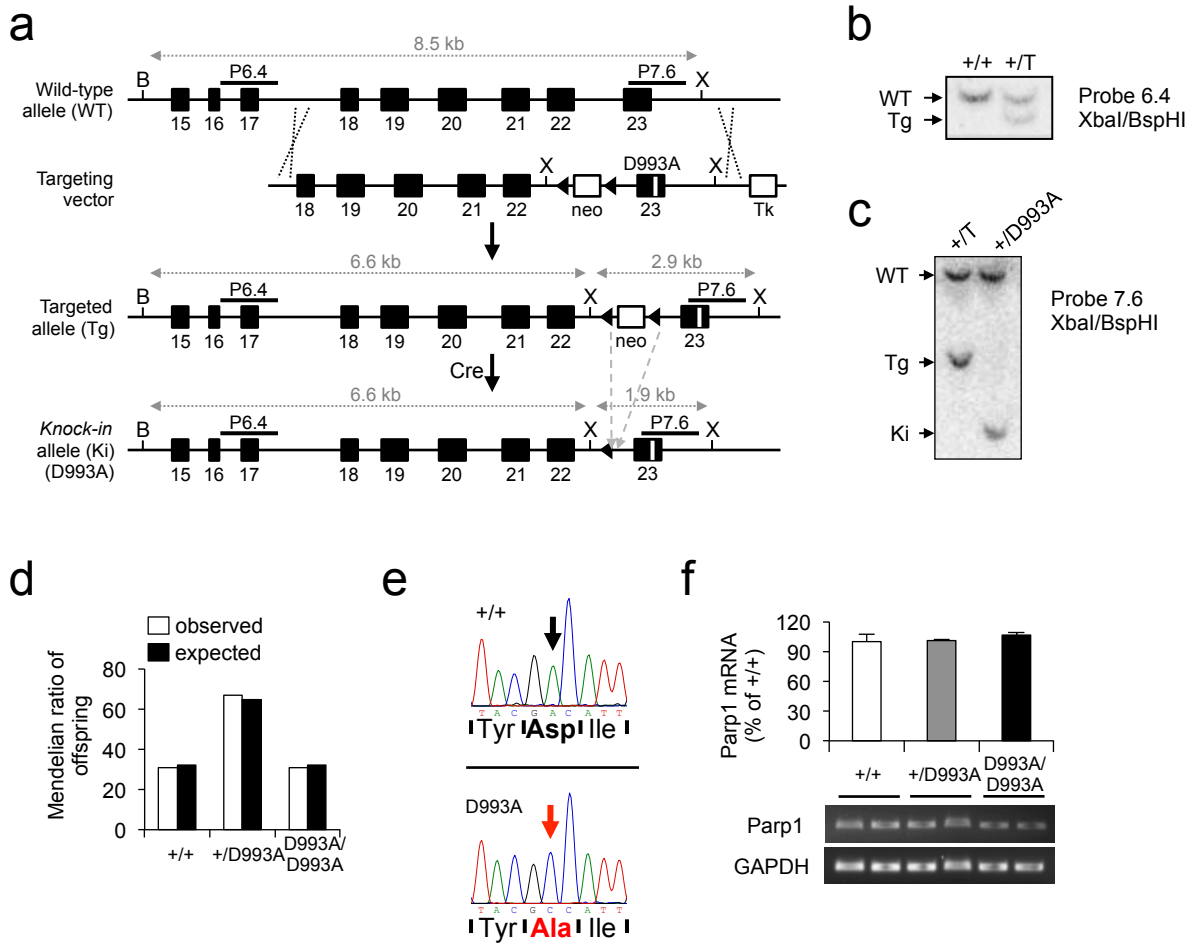 a
8.5 kb
Wild-type
allele (WT)
B P6.4 P7.6 X
15 16 17 18 19 20 21 22 23
Targeting
vector
X D993A X
18 19 20 21 22 neo 23 Tk
6.6 kb 2.9 kb
Targeted
allele (Tg)
B P6.4 X P7.6 X
15 16 17 18 19 20 21 22 neo 23
Cre
6.6 kb 1.9 kb
Knock-in
allele (Ki)
(D993A)
B P6.4 X P7.6 X
15 16 17 18 19 20 21 22 23
b
+/+ +/T
WT
Tg
Probe 6.4
XbaI/BspHI
c
+/T +/D993A
WT
Tg
Ki
Probe 7.6
XbaI/BspHI
d
observed
expected
Mendelian ratio of
offspring
80
60
40
20
0
+/+ +/D993A D993A/
D993A
e
+/+
T A C G A C A T T
Tyr Asp Ile
D993A
T A C G C C A T T
Tyr Ala Ile
f
Parp1 mRNA
(% of +/+)
120
90
60
30
0
+/+ +/D993A D993A/
D993A
Parp1
GAPDH